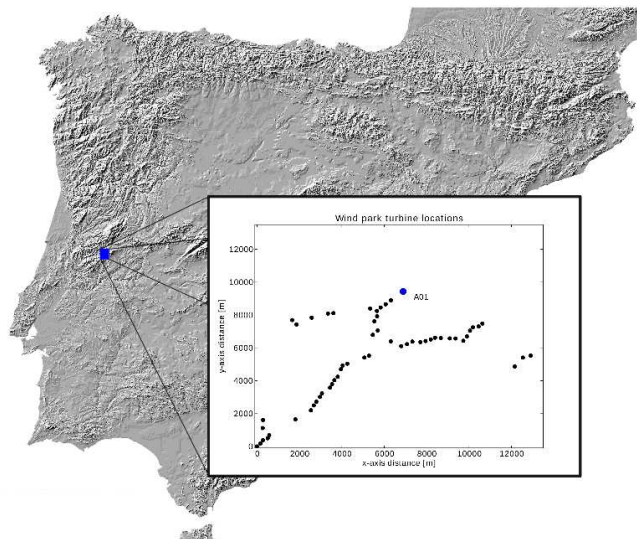 Wind park turbine locations
12000
10000
8000
6000
4000
2000
0
y-axis distance [m]
A01
0 2000 4000 6000 8000 10000 12000
x-axis distance [m]